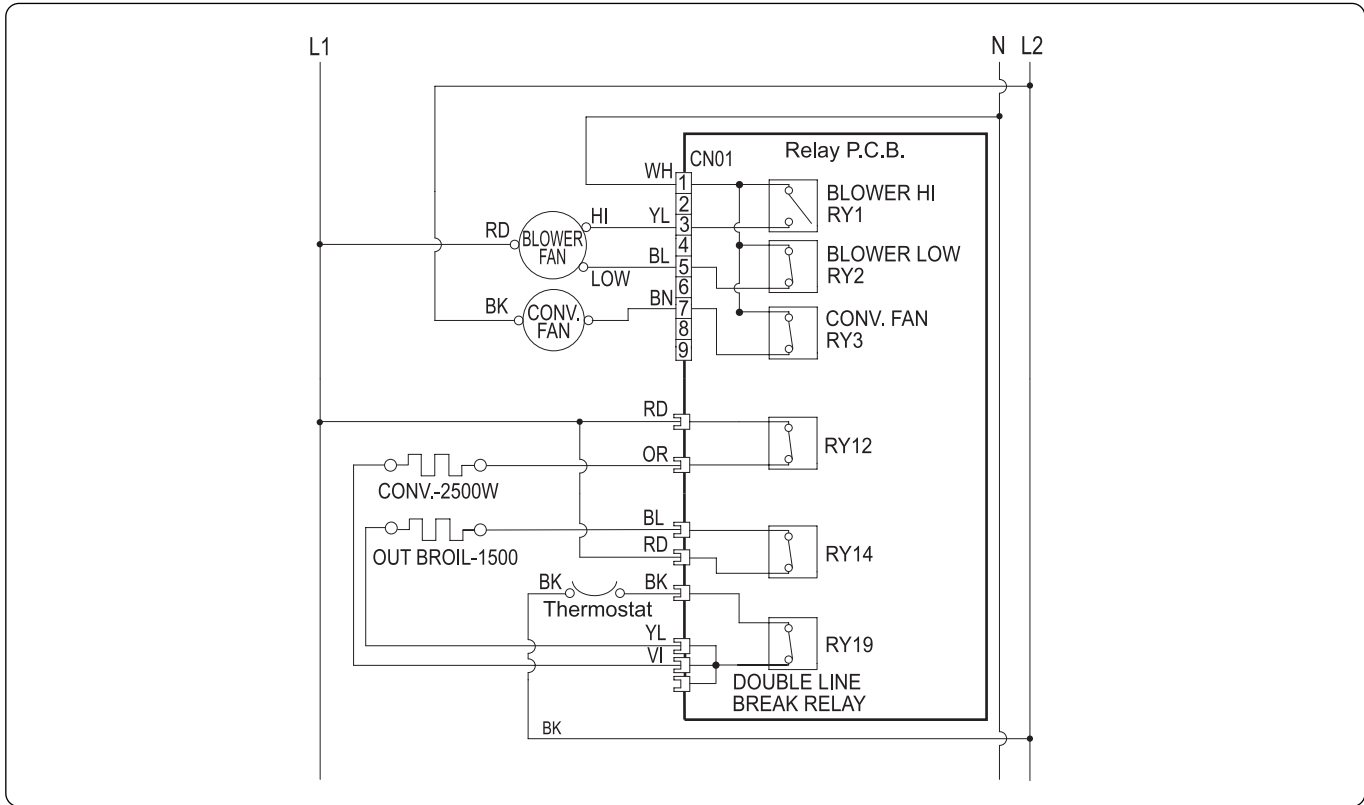 L1
N L2
Relay P.C.B.
CN01
WH
1
BLOWER HI
RY1
2
HI
YL
3
RD
BLOWER
FAN
4
BLOWER LOW
RY2
BL
5
LOW
6
BN
7
BK
CONV.
FAN
CONV. FAN
RY3
8
9
RD
RY12
OR
CONV.-2500W
BL
RY14
RD
OUT BROIL-1500
BK
BK
Thermostat
YL
RY19
VI
DOUBLE LINE
BREAK RELAY
BK